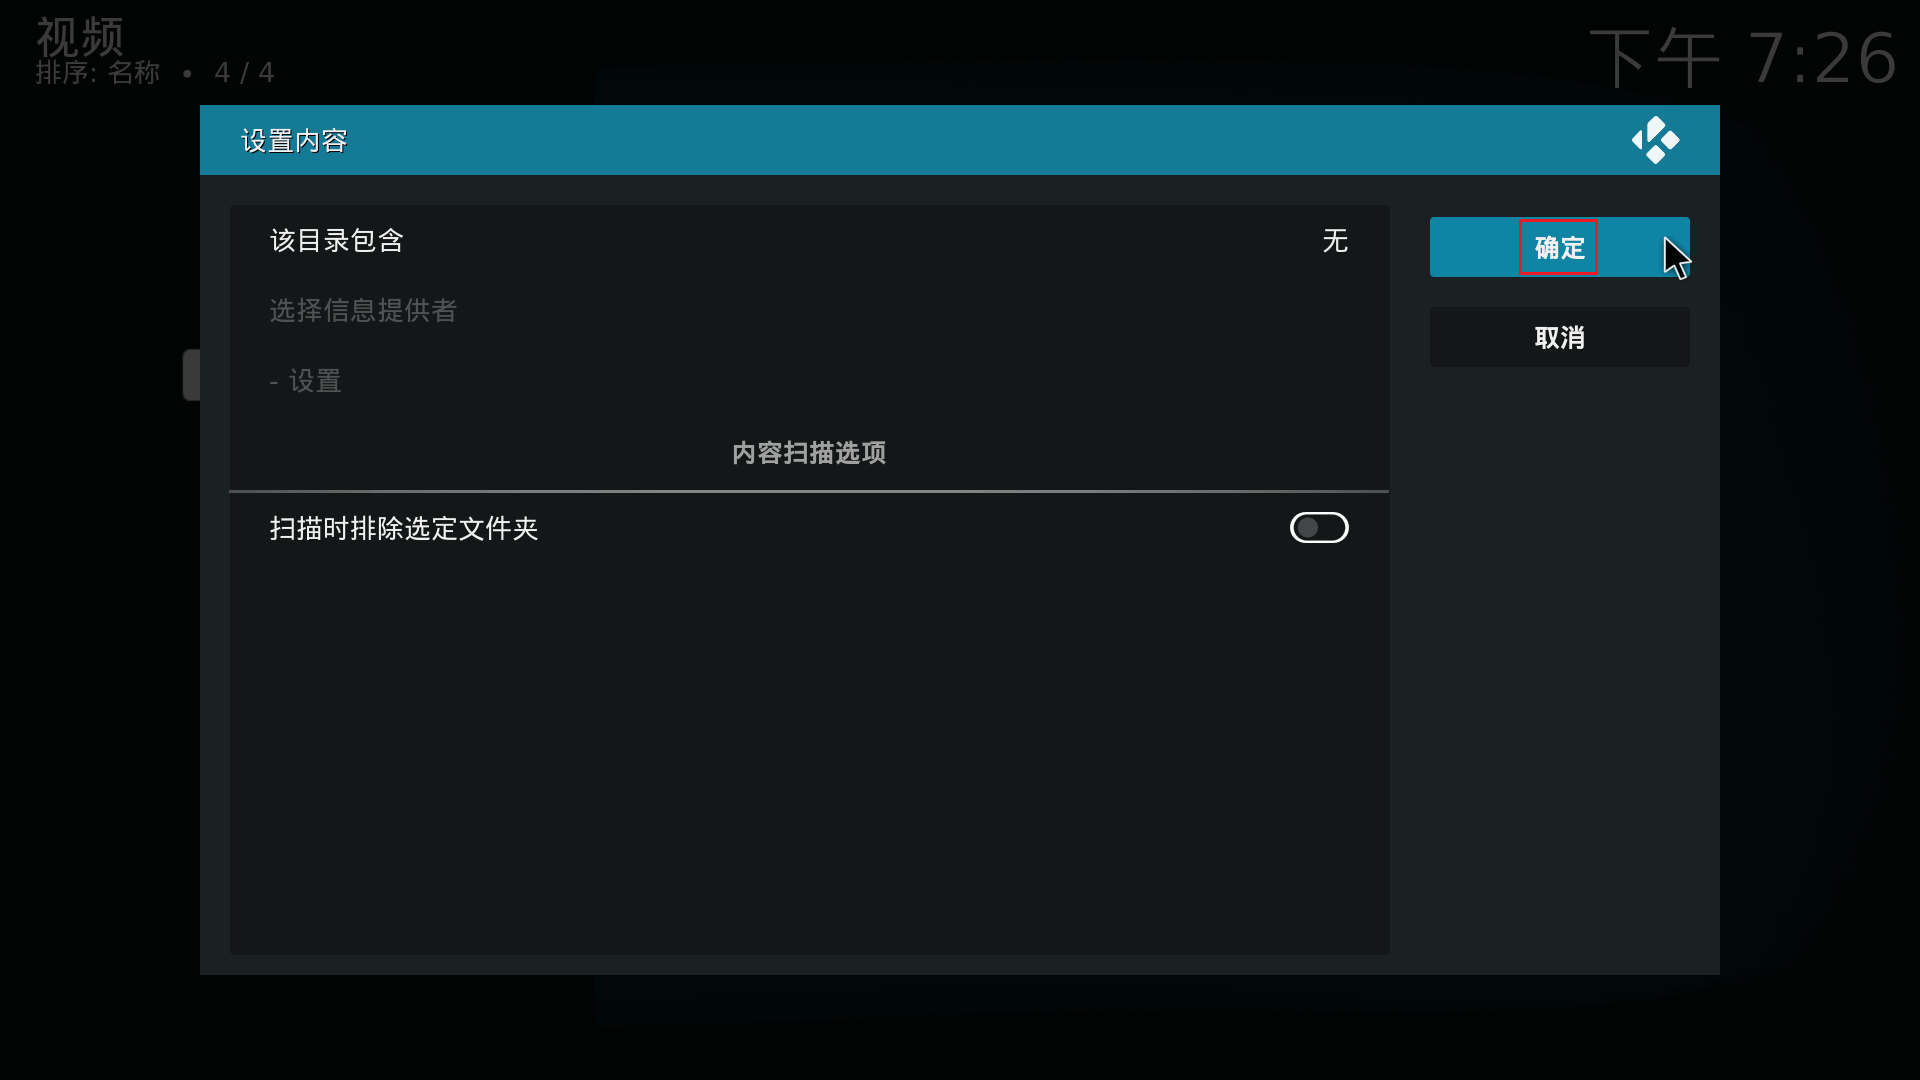 视频
排序: 名称 • 4 / 4
下午 7:26
设置内容
该目录包含 无
选择信息提供者
- 设置
内容扫描选项
扫描时排除选定文件夹
确定
取消